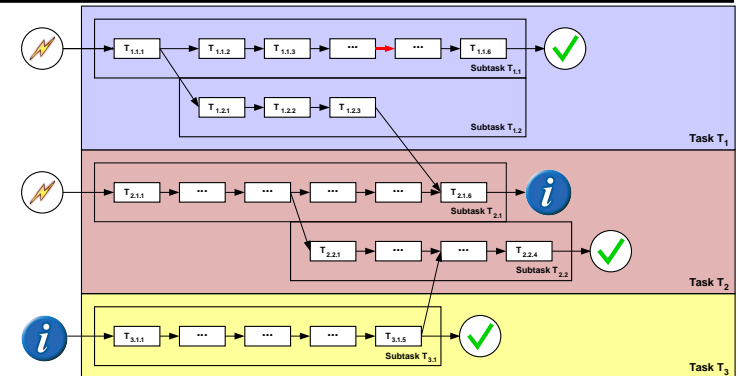 T1.1.1 T1.1.2 T1.1.3 ... ... T1.1.6
Subtask T1.1
T1.2.1 T1.2.2 T1.2.3
Subtask T1.2
Task T1
T2.1.1 ... ... ... ... T2.1.6
i
Subtask T2.1
T2.2.1 ... ... T2.2.4
Subtask T2.2
Task T2
i
T3.1.1 ... ... ... T3.1.5
Subtask T3.1
Task T3